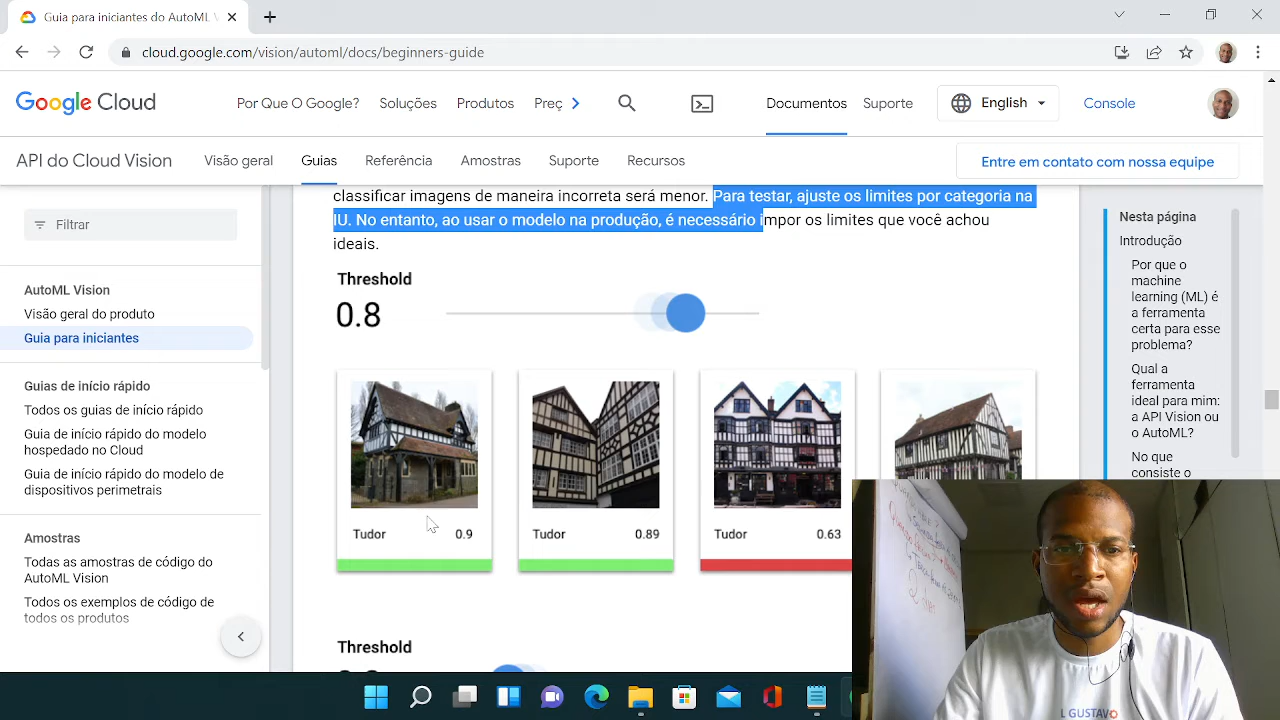 Guias de iniciantes do AutoML V
cloud.google.com/vision/automl/docs/beginners-guide
Google Cloud
Por Que O Google?
Soluções
Produtos
Preç
Documentos
Suporte
English
Console
API do Cloud Vision
Visão geral
Guias
Referência
Amostras
Suporte
Recursos
Entre em contato com nossa equipe
Filtrar
AutoML Vision
Visão geral do produto
Guia para iniciantes
Guias de início rápido
Todos os guias de início rápido
Guia de início rápido do modelo
hospedado no Cloud
Guia de início rápido do modelo de
dispositivos perimetrais
Amostras
Todas as amostras de código do
AutoML Vision
Todos os exemplos de código de
todos os produtos
classificar imagens de maneira incorreta será menor. Para testar, ajuste os limites por categoria na
IU. No entanto, ao usar o modelo na produção, é necessário impor os limites que você achou
ideais.
Threshold
0.8
Tudor 0.9
Tudor 0.89
Tudor 0.63
Threshold
Nesta página
Introdução
Por que o
machine
learning (ML) é
a ferramenta
certa para esse
problema?
Qual a
ferramenta
ideal para mim:
a API Vision ou
o AutoML?
No que
consiste o
L GUSTAVO